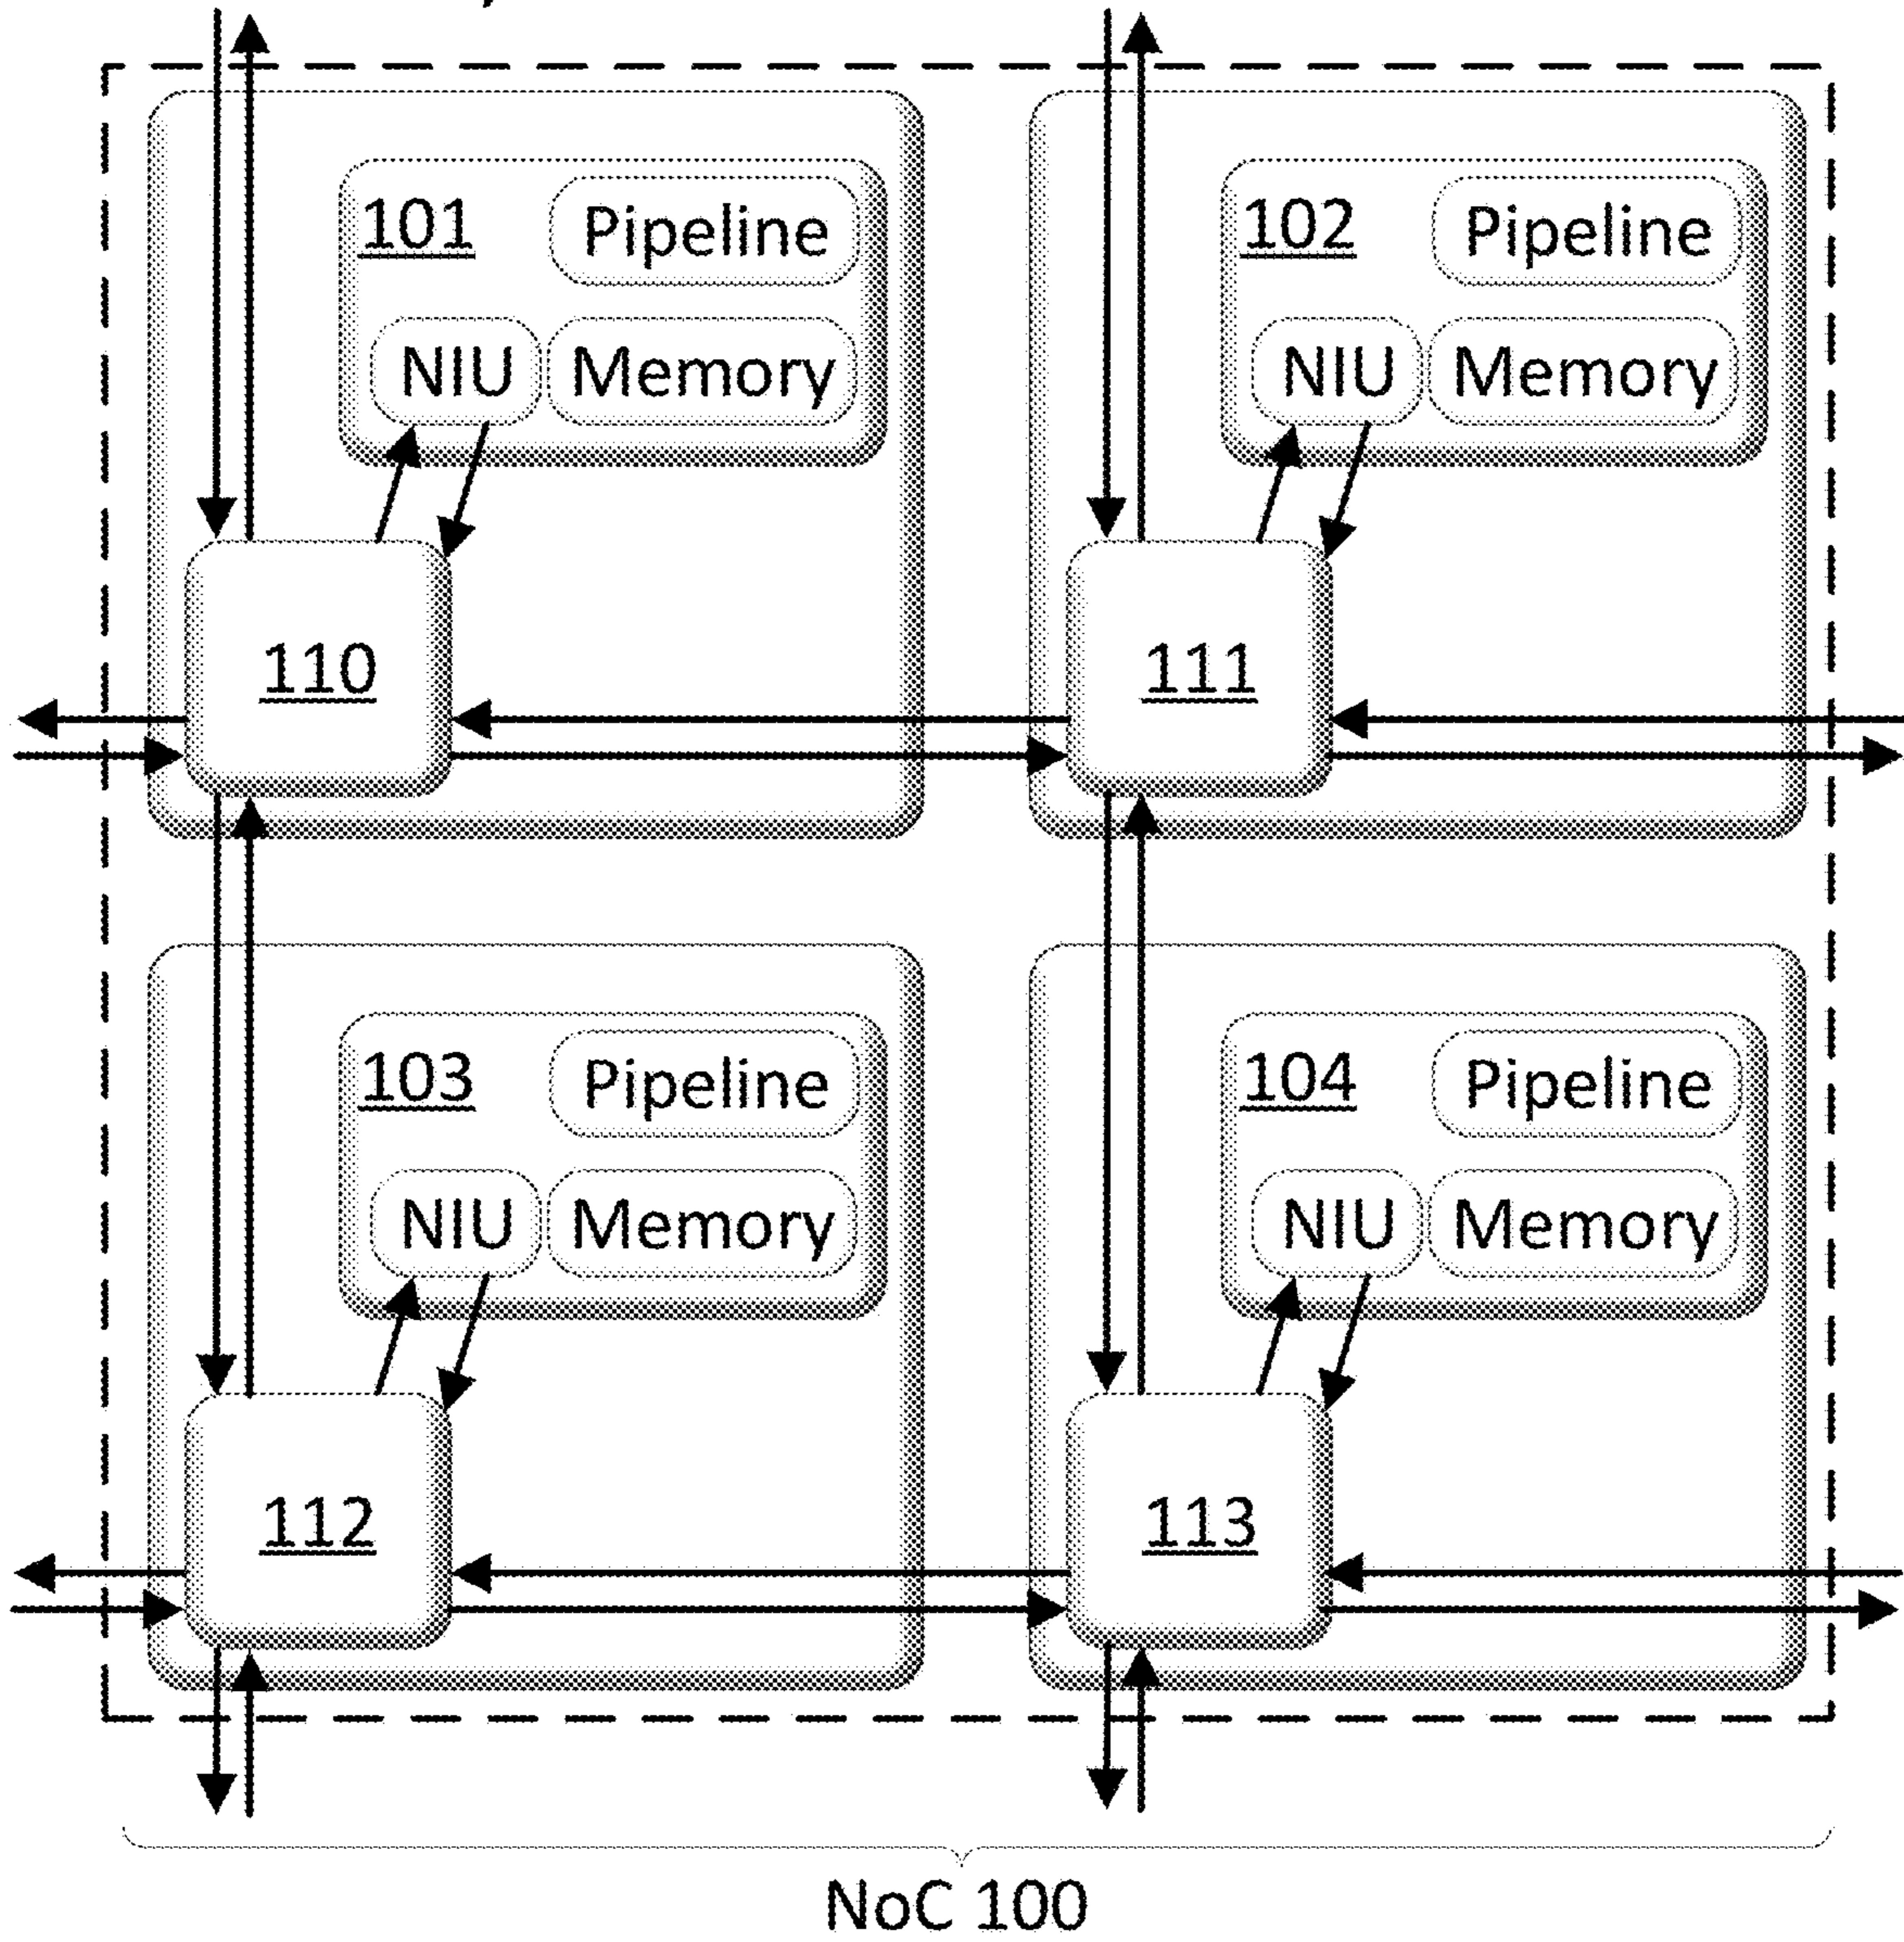 101 Pipeline
NIU Memory
102 Pipeline
NIU Memory
110
111
103 Pipeline
NIU Memory
104 Pipeline
NIU Memory
112
113
NoC 100